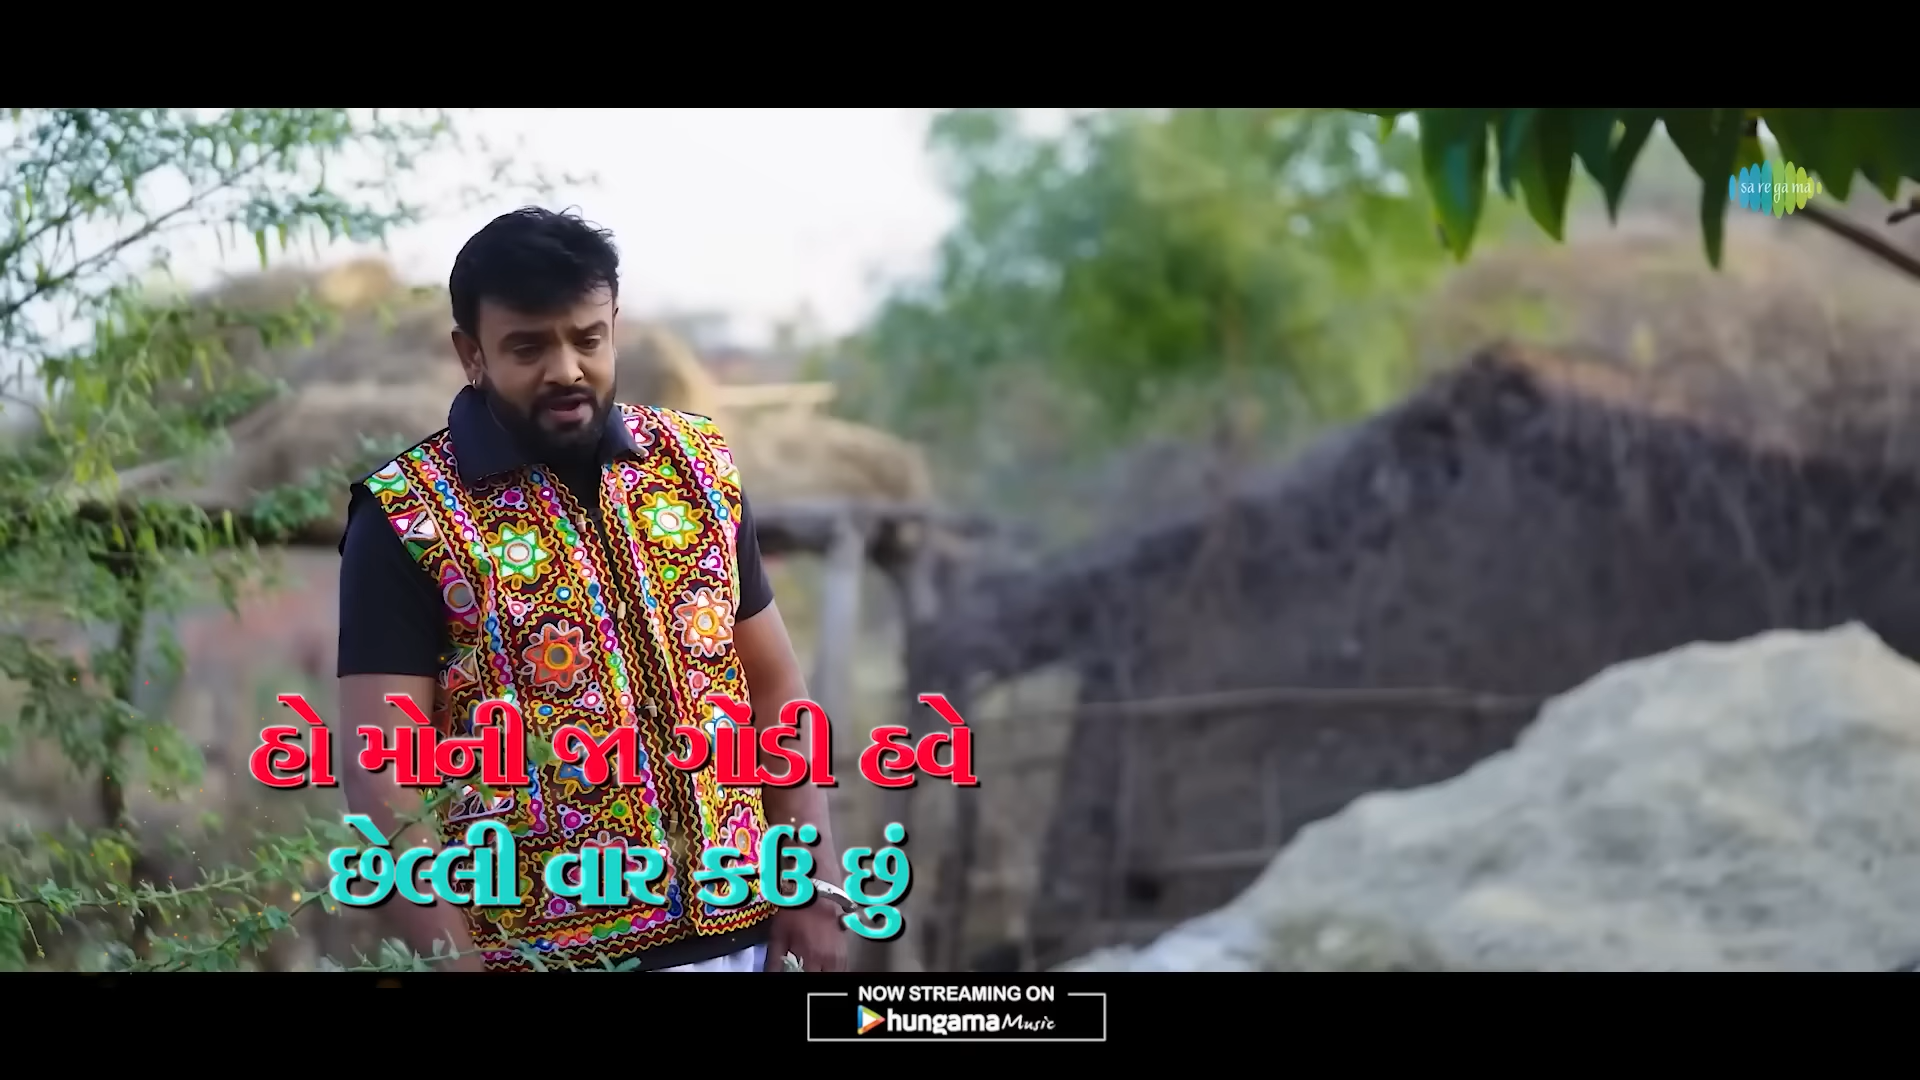 sa re ga ma
હો મોની જા ગોંડી હવે
છેલ્લી વાર કઉં છું
NOW STREAMING ON
hungama Music